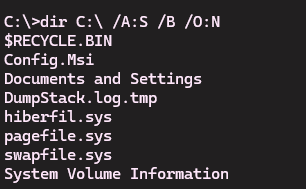 C:\>dir C:\ /A:S /B /O:N
$RECYCLE.BIN
Config.Msi
Documents and Settings
DumpStack.log.tmp
hiberfil.sys
pagefile.sys
swapfile.sys
System Volume Information